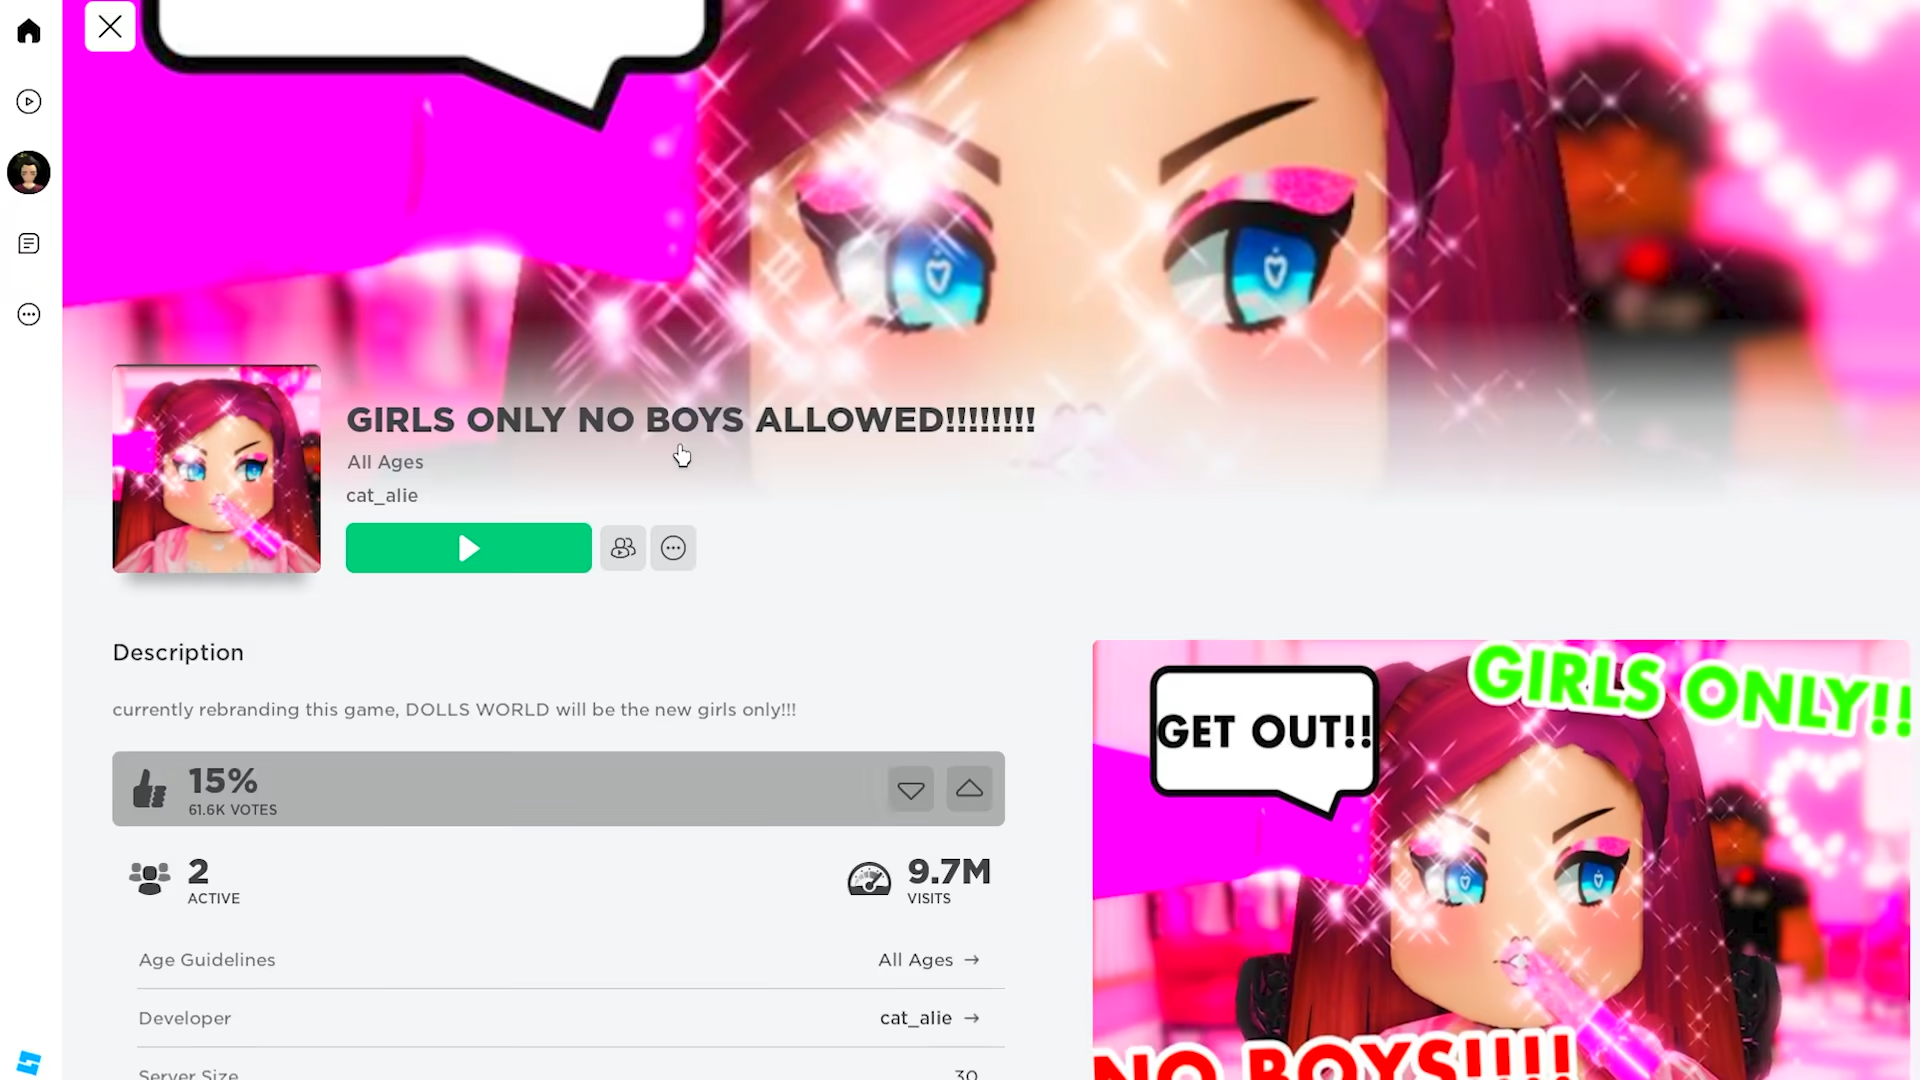 GIRLS ONLY NO BOYS ALLOWED!!!!!!!!
All Ages
cat_alie
Description
currently rebranding this game, DOLLS WORLD will be the new girls only!!!
15%
61.6K VOTES
2
ACTIVE
9.7M
VISITS
Age Guidelines
All Ages
Developer
cat_alie
Server Size
30
GIRLS ONLY!!
GET OUT!!
NO BOYS!!!!